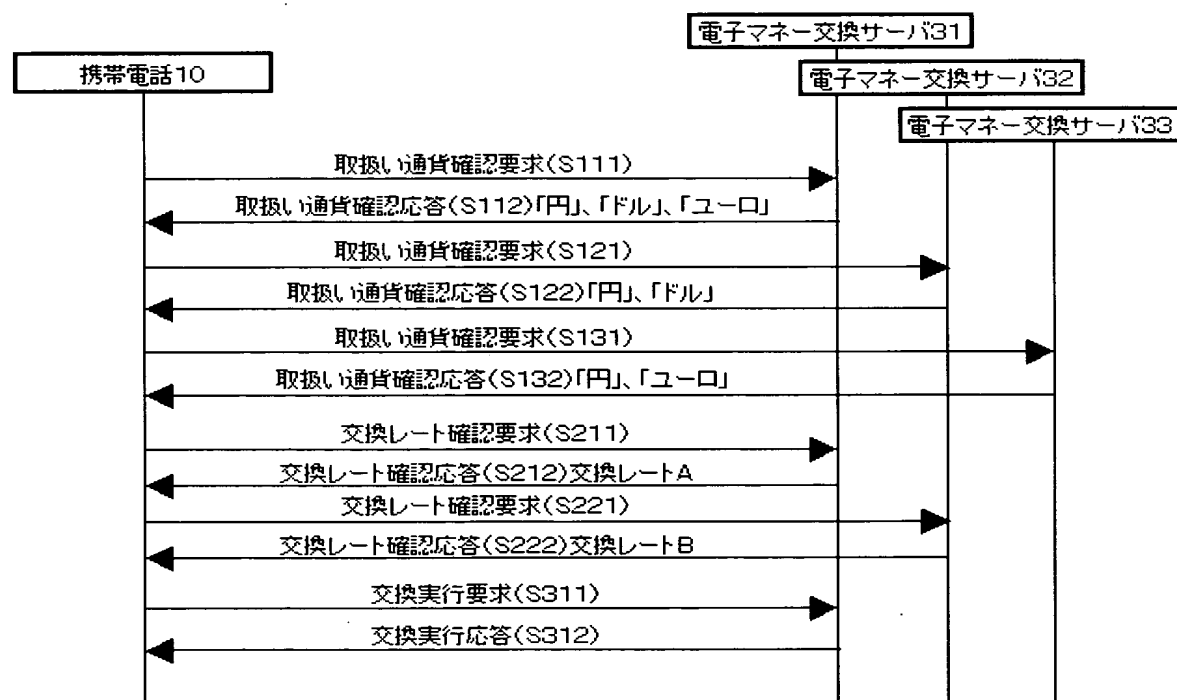 電子マネー交換サーバ31
携帯電話10
電子マネー交換サーバ32
電子マネー交換サーバ33
取扱い通貨確認要求(S111)
取扱い通貨確認応答(S112)「円」、「ドル」、「ユーロ」
取扱い通貨確認要求(S121)
取扱い通貨確認応答(S122)「円」、「ドル」
取扱い通貨確認要求(S131)
取扱い通貨確認応答(S132)「円」、「ユーロ」
交換レート確認要求(S211)
交換レート確認応答(S212)交換レートA
交換レート確認要求(S221)
交換レート確認応答(S222)交換レートB
交換実行要求(S311)
交換実行応答(S312)